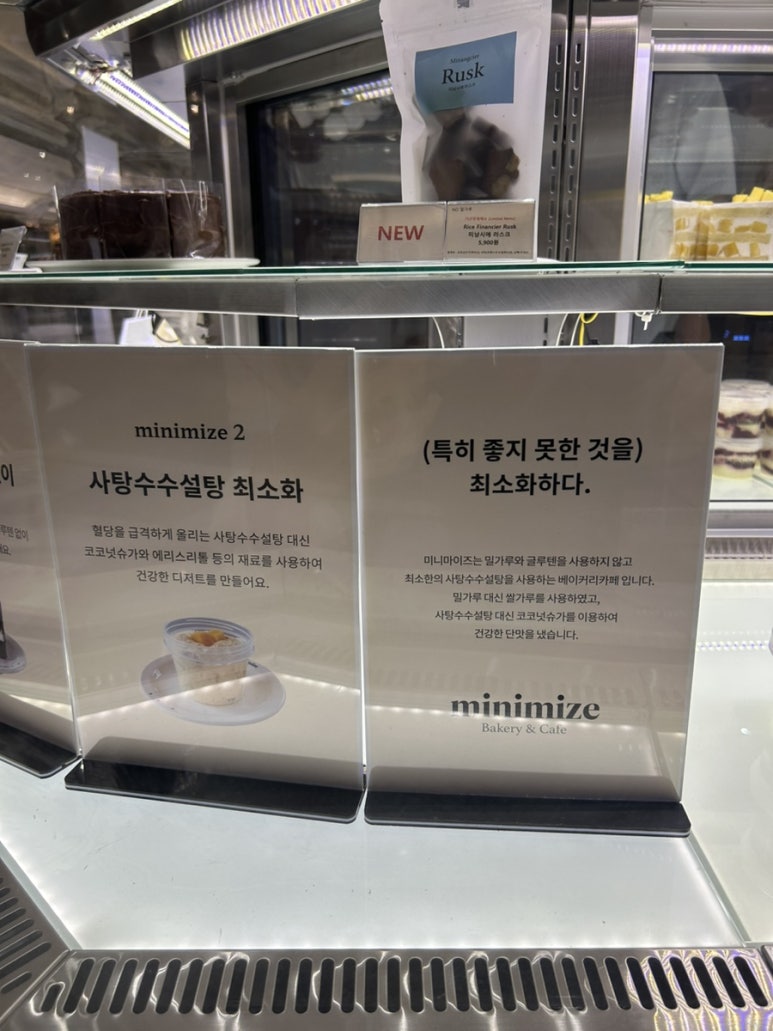 Rusk
NEW
Rice Financier Rusk
휘낭시에 러스크
5,900원
minimize 2
사탕수수설탕 최소화
혈당을 급격하게 올리는 사탕수수설탕 대신
코코넛슈가와 에리스리톨 등의 재료를 사용하여
건강한 디저트를 만들어요.
(특히 좋지 못한 것을)
최소화하다.
미니마이즈는 밀가루와 글루텐을 사용하지 않고
최소한의 사탕수수설탕을 사용하는 베이커리카페 입니다.
밀가루 대신 쌀가루를 사용하였고,
사탕수수설탕 대신 코코넛슈가를 이용하여
건강한 단맛을 냈습니다.
minimize
Bakery & Cafe